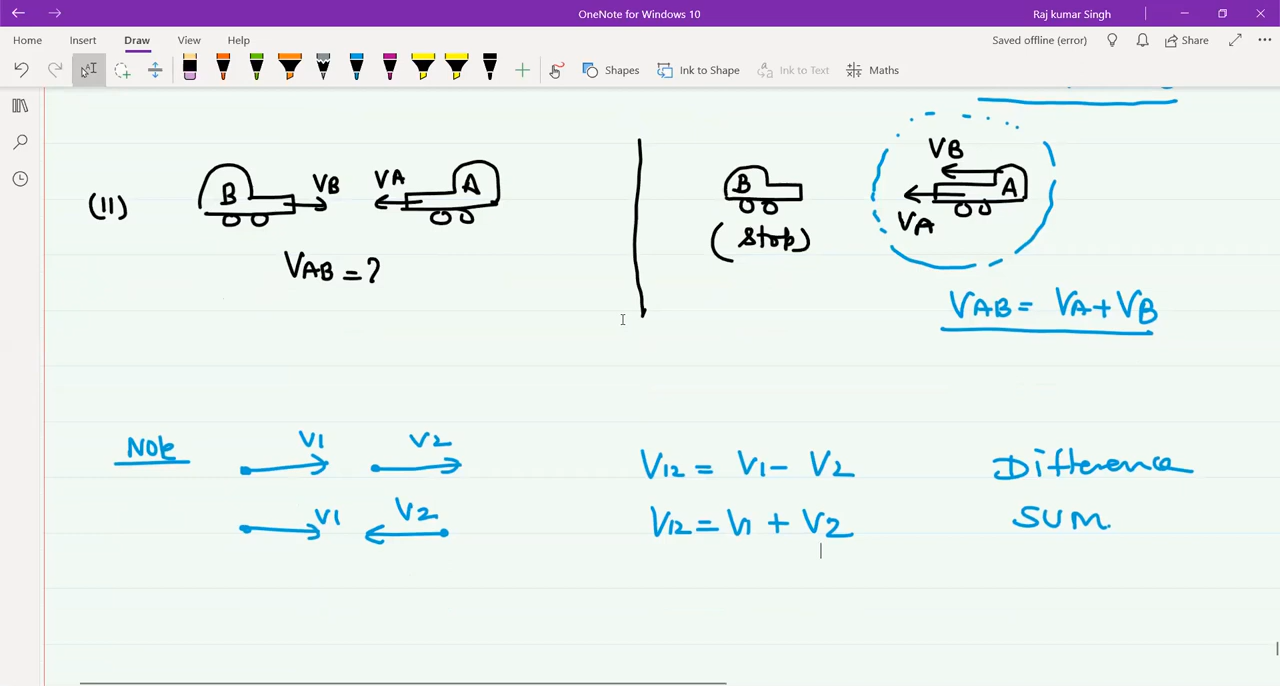 OneNote for Windows 10
Raj kumar Singh
Home Insert Draw View Help
Saved offline (error)
Share
Shapes
Ink to Shape
Ink to Text
Maths
(II)
B VB VA A
VAB = ?
B
(Stop)
VB
A
VA
VAB = VA + VB
Note
V1 V2
V12 = V1 - V2
Difference
V1 V2
V12 = V1 + V2
SUM